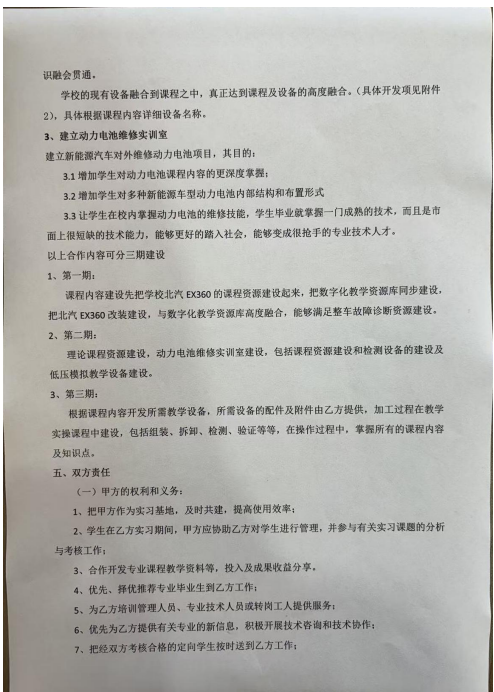 识融会贯通。
学校的现有设备融合到课程之中，真正达到课程及设备的高度融合。（具体开发项见附件
2），具体根据课程内容详细设备名称。
3、建立动力电池维修实训室
建立新能源汽车对外维修动力电池项目，其目的：
3.1 增加学生对动力电池课程内容的更深度掌握；
3.2 增加学生对多种新能源车型动力电池内部结构和布置形式
3.3 让学生在校内掌握动力电池的维修技能，学生毕业就掌握一门成熟的技术，而且是市
面上很短缺的技术能力，能够更好的踏入社会，能够变成很抢手的专业技术人才。
以上合作内容可分三期建设
1、第一期：
课程内容建设先把学校北汽 EX360 的课程资源建设起来，把数字化教学资源库同步建设，
把北汽 EX360 改装建设，与数字化教学资源库高度融合，能够满足整车故障诊断资源建设。
2、第二期：
理论课程资源建设，动力电池维修实训室建设，包括课程资源建设和检测设备的建设及
低压模拟教学设备建设。
3、第三期：
根据课程内容开发所需教学设备，所需设备的配件及附件由乙方提供，加工过程在教学
实操课程中建设，包括组装、拆卸、检测、验证等等，在操作过程中，掌握所有的课程内容
及知识点。
五、双方责任
（一）甲方的权利和义务：
1、把甲方作为实习基地，及时共建，提高使用效率；
2、学生在乙方实习期间，甲方应协助乙方对学生进行管理，并参与有关实习课题的分析
与考核工作；
3、合作开发专业课程教学资料等，投入及成果收益分享。
4、优先、择优推荐专业毕业生到乙方工作；
5、为乙方培训管理人员、专业技术人员或转岗工人提供服务；
6、优先为乙方提供有关专业的新信息，积极开展技术咨询和技术协作；
7、把经双方考核合格的定向学生按时送到乙方工作；